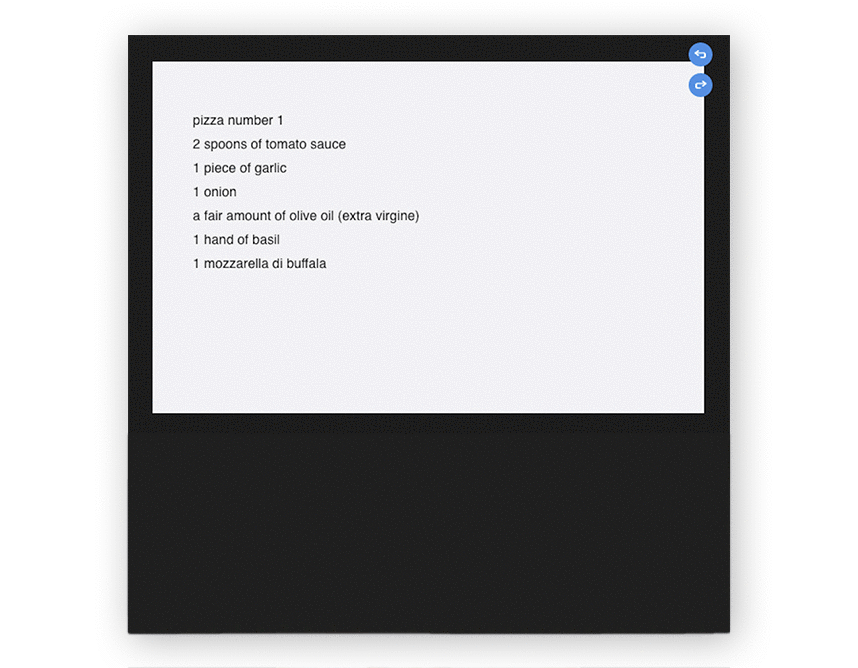 pizza number 1
2 spoons of tomato sauce
1 piece of garlic
1 onion
a fair amount of olive oil (extra virgine)
1 hand of basil
1 mozzarella di buffala